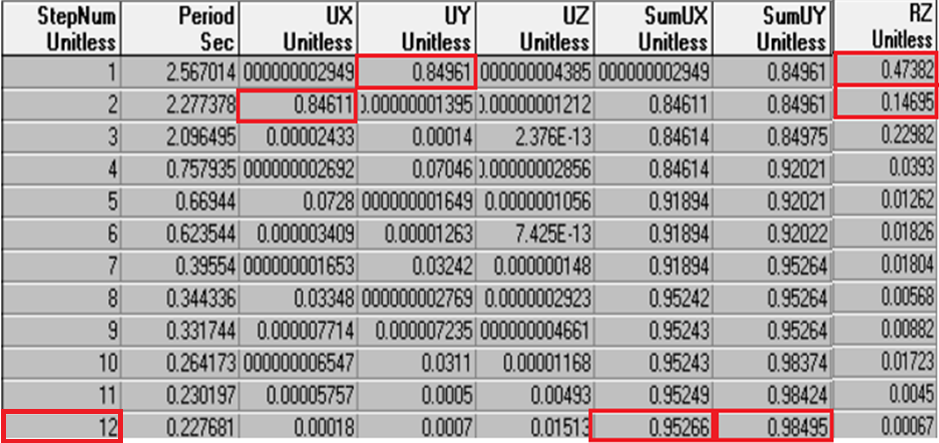 StepNum Unitless Period Sec UX Unitless UY Unitless UZ Unitless SumUX Unitless SumUY Unitless RZ Unitless
1 2.567014 000000002949 0.84961 000000004385 000000002949 0.84961 0.47382
2 2.277378 0.84611 0.00000001395 0.00000001212 0.84611 0.84961 0.14695
3 2.096495 0.00002433 0.00014 2.376E-13 0.84614 0.84975 0.22982
4 0.757935 000000002692 0.07046 0.00000002856 0.84614 0.92021 0.0393
5 0.66944 0.0728 000000001649 0.0000001056 0.91894 0.92021 0.01262
6 0.623544 0.000003409 0.00001263 7.425E-13 0.91894 0.92022 0.01826
7 0.39554 000000001653 0.03242 0.000000148 0.91894 0.95264 0.01804
8 0.344336 0.03348 000000002769 0.0000002923 0.95242 0.95264 0.00568
9 0.331744 0.000007714 0.000007235 000000004661 0.95243 0.95264 0.00882
10 0.264173 000000006547 0.0311 0.00001168 0.95243 0.98374 0.01723
11 0.230197 0.00005757 0.0005 0.00493 0.95249 0.98424 0.0045
12 0.227681 0.00018 0.0007 0.01513 0.95266 0.98495 0.00067